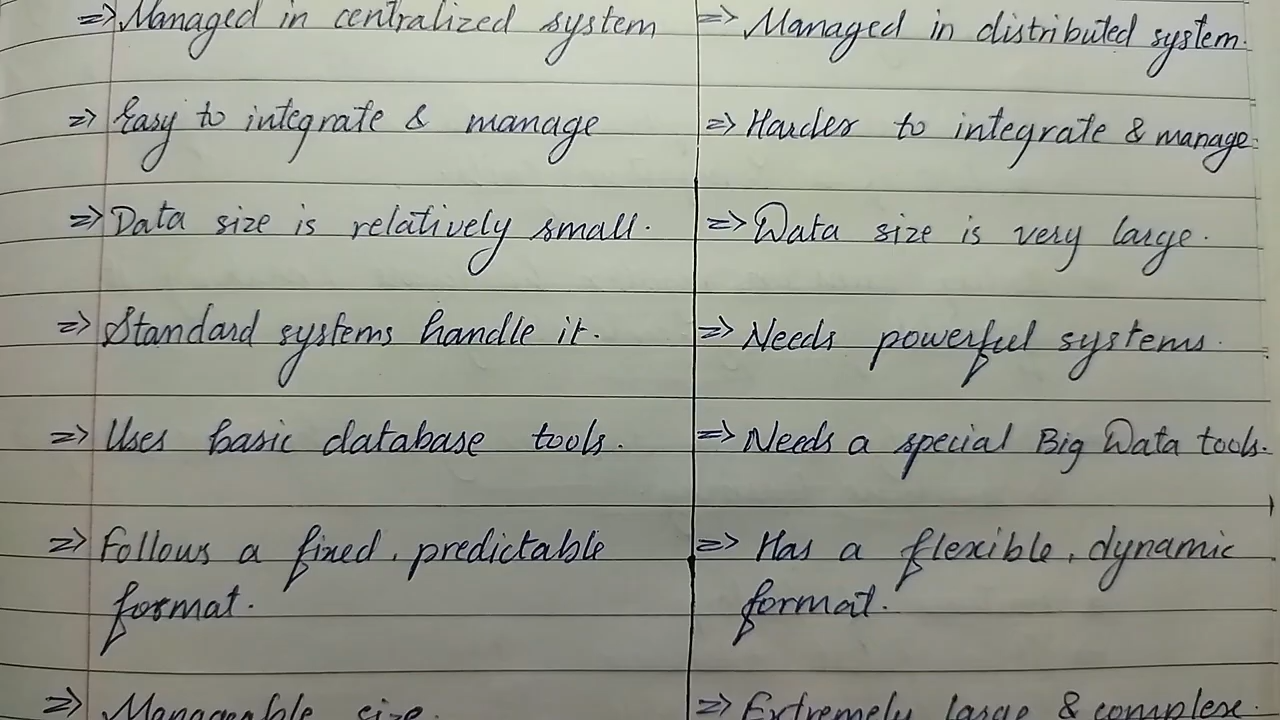 ⇒ Managed in centralized system ⇒ Managed in distributed system.
⇒ Easy to integrate & manage ⇒ Harder to integrate & manage.
⇒ Data size is relatively small. ⇒ Data size is very large.
⇒ Standard systems handle it. ⇒ Needs powerful systems.
⇒ Uses basic database tools. ⇒ Needs a special Big Data tools.
⇒ Follows a fixed, predictable ⇒ Has a flexible, dynamic
format. format.
⇒ Manageable size. ⇒ Extremely large & complex.